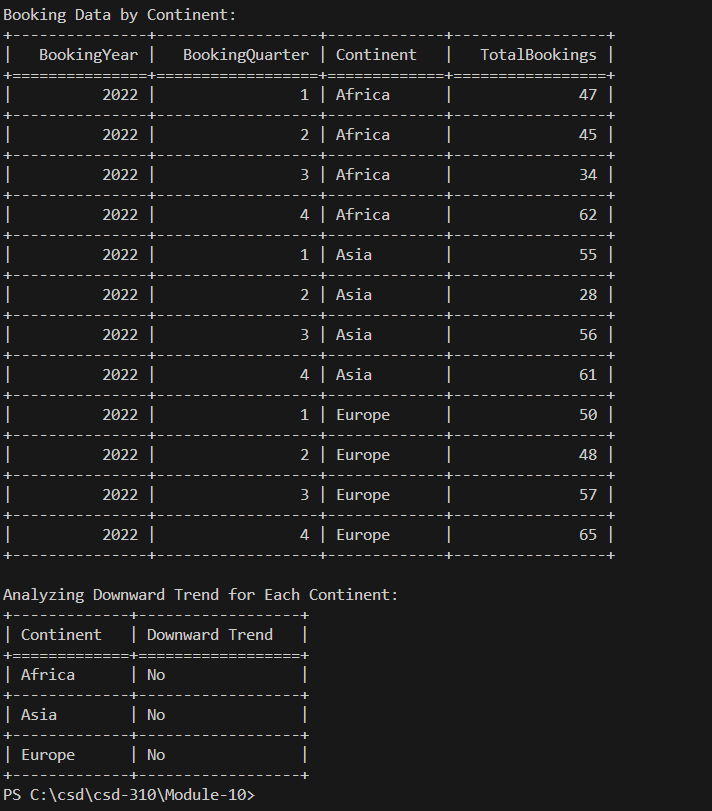 Booking Data by Continent:
+---------------+------------------+-------------+-----------------+
|   BookingYear |   BookingQuarter | Continent   |   TotalBookings |
+===============+==================+=============+=================+
|          2022 |                1 | Africa      |              47 |
+---------------+------------------+-------------+-----------------+
|          2022 |                2 | Africa      |              45 |
+---------------+------------------+-------------+-----------------+
|          2022 |                3 | Africa      |              34 |
+---------------+------------------+-------------+-----------------+
|          2022 |                4 | Africa      |              62 |
+---------------+------------------+-------------+-----------------+
|          2022 |                1 | Asia        |              55 |
+---------------+------------------+-------------+-----------------+
|          2022 |                2 | Asia        |              28 |
+---------------+------------------+-------------+-----------------+
|          2022 |                3 | Asia        |              56 |
+---------------+------------------+-------------+-----------------+
|          2022 |                4 | Asia        |              61 |
+---------------+------------------+-------------+-----------------+
|          2022 |                1 | Europe      |              50 |
+---------------+------------------+-------------+-----------------+
|          2022 |                2 | Europe      |              48 |
+---------------+------------------+-------------+-----------------+
|          2022 |                3 | Europe      |              57 |
+---------------+------------------+-------------+-----------------+
|          2022 |                4 | Europe      |              65 |
+---------------+------------------+-------------+-----------------+
Analyzing Downward Trend for Each Continent:
+-------------+------------------+
| Continent   | Downward Trend   |
+=============+==================+
| Africa      | No               |
+-------------+------------------+
| Asia        | No               |
+-------------+------------------+
| Europe      | No               |
+-------------+------------------+
PS C:\csd\csd-310\Module-10>